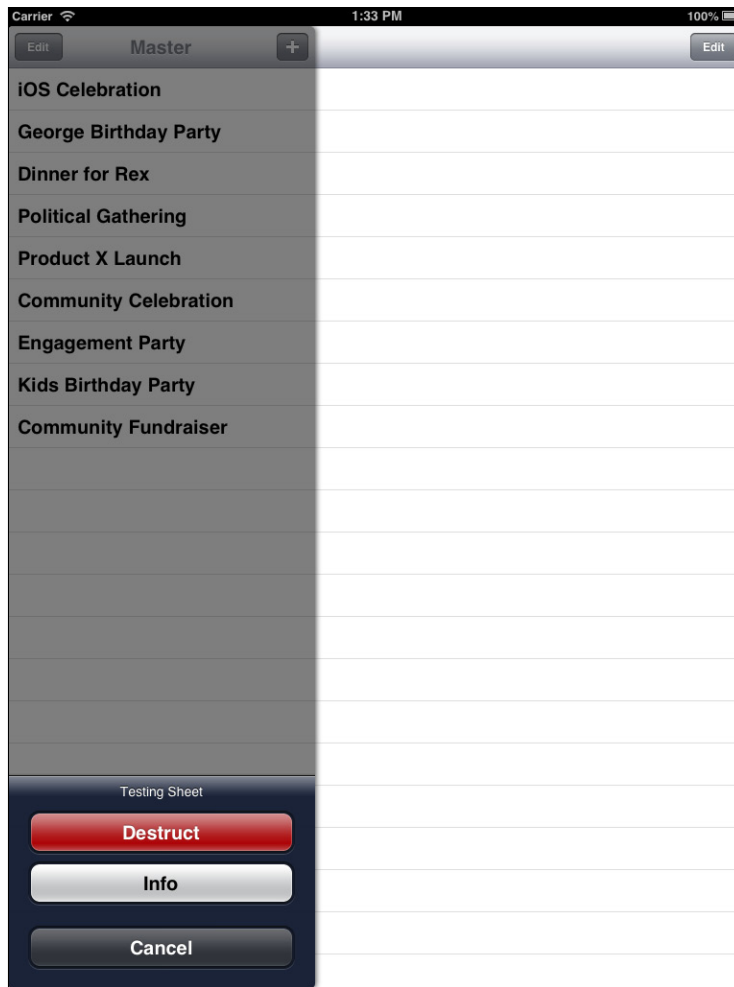 Carrier 1:33 PM 100%
Edit Master + Edit
iOS Celebration
George Birthday Party
Dinner for Rex
Political Gathering
Product X Launch
Community Celebration
Engagement Party
Kids Birthday Party
Community Fundraiser
Testing Sheet
Destruct
Info
Cancel